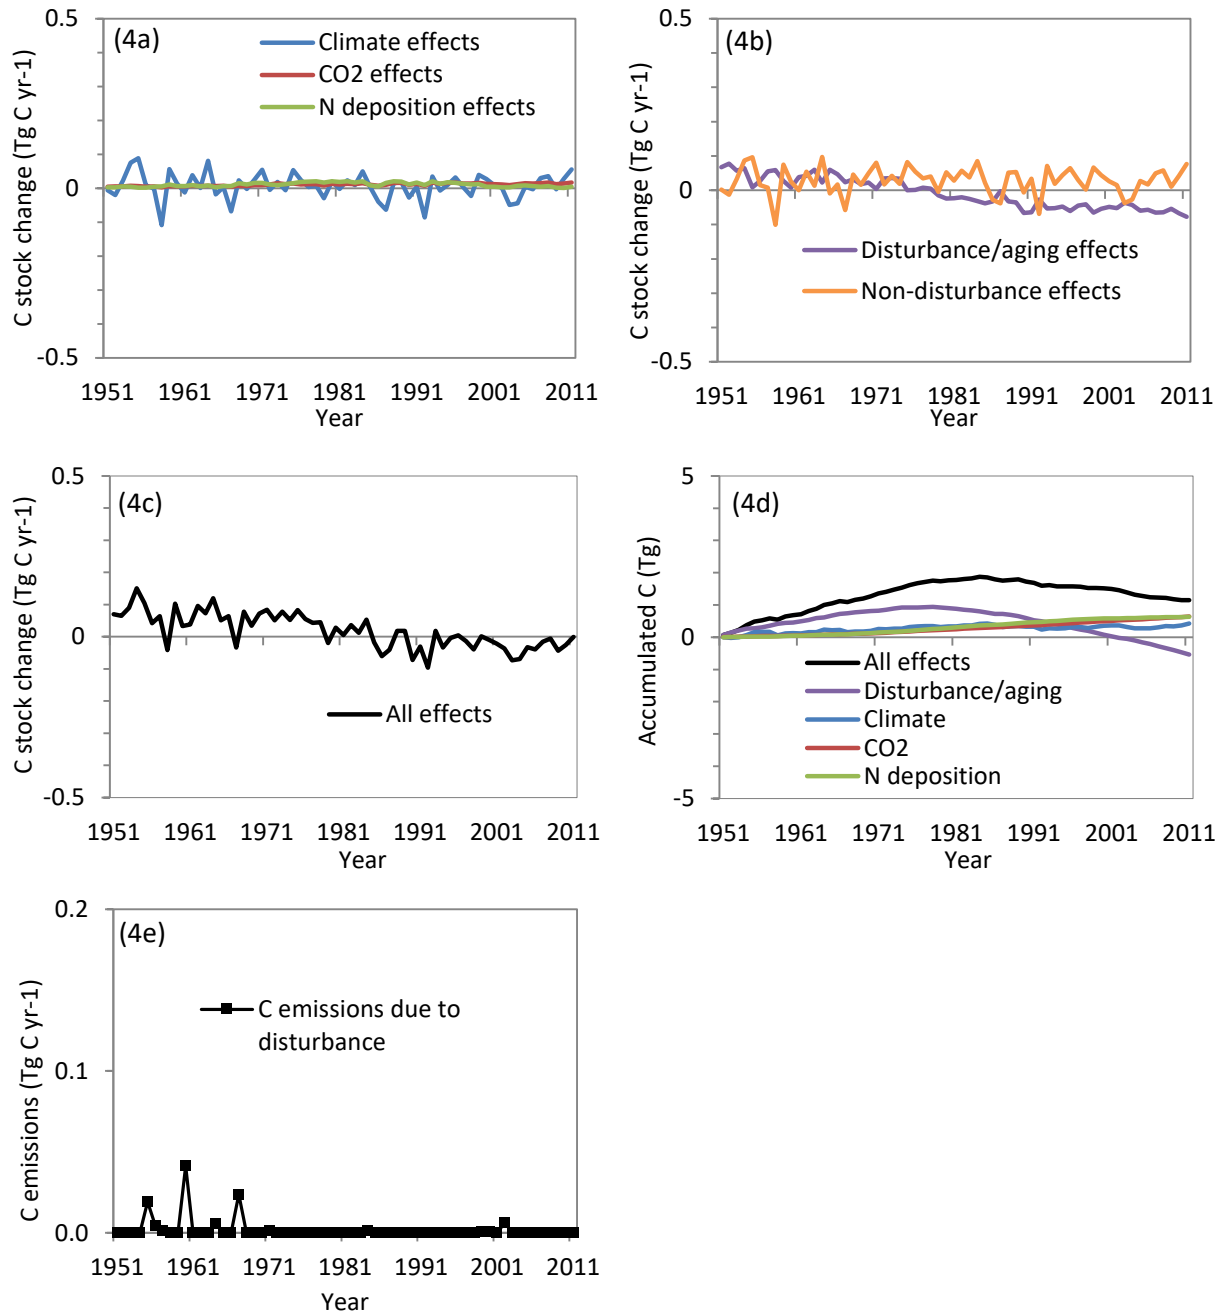 (4a)
Climate effects
CO2 effects
N deposition effects
C stock change (Tg C yr-1)
0.5
0
-0.5
1951 1961 1971 1981 1991 2001 2011
Year
(4b)
Disturbance/aging effects
Non-disturbance effects
C stock change (Tg C yr-1)
0.5
0
-0.5
1951 1961 1971 1981 1991 2001 2011
Year
(4c)
All effects
C stock change (Tg C yr-1)
0.5
0
-0.5
1951 1961 1971 1981 1991 2001 2011
Year
(4d)
All effects
Disturbance/aging
Climate
CO2
N deposition
Accumulated C (Tg)
5
0
-5
1951 1961 1971 1981 1991 2001 2011
Year
(4e)
C emissions due to
disturbance
C emissions (Tg C yr-1)
0.2
0.1
0.0
1951 1961 1971 1981 1991 2001 2011
Year